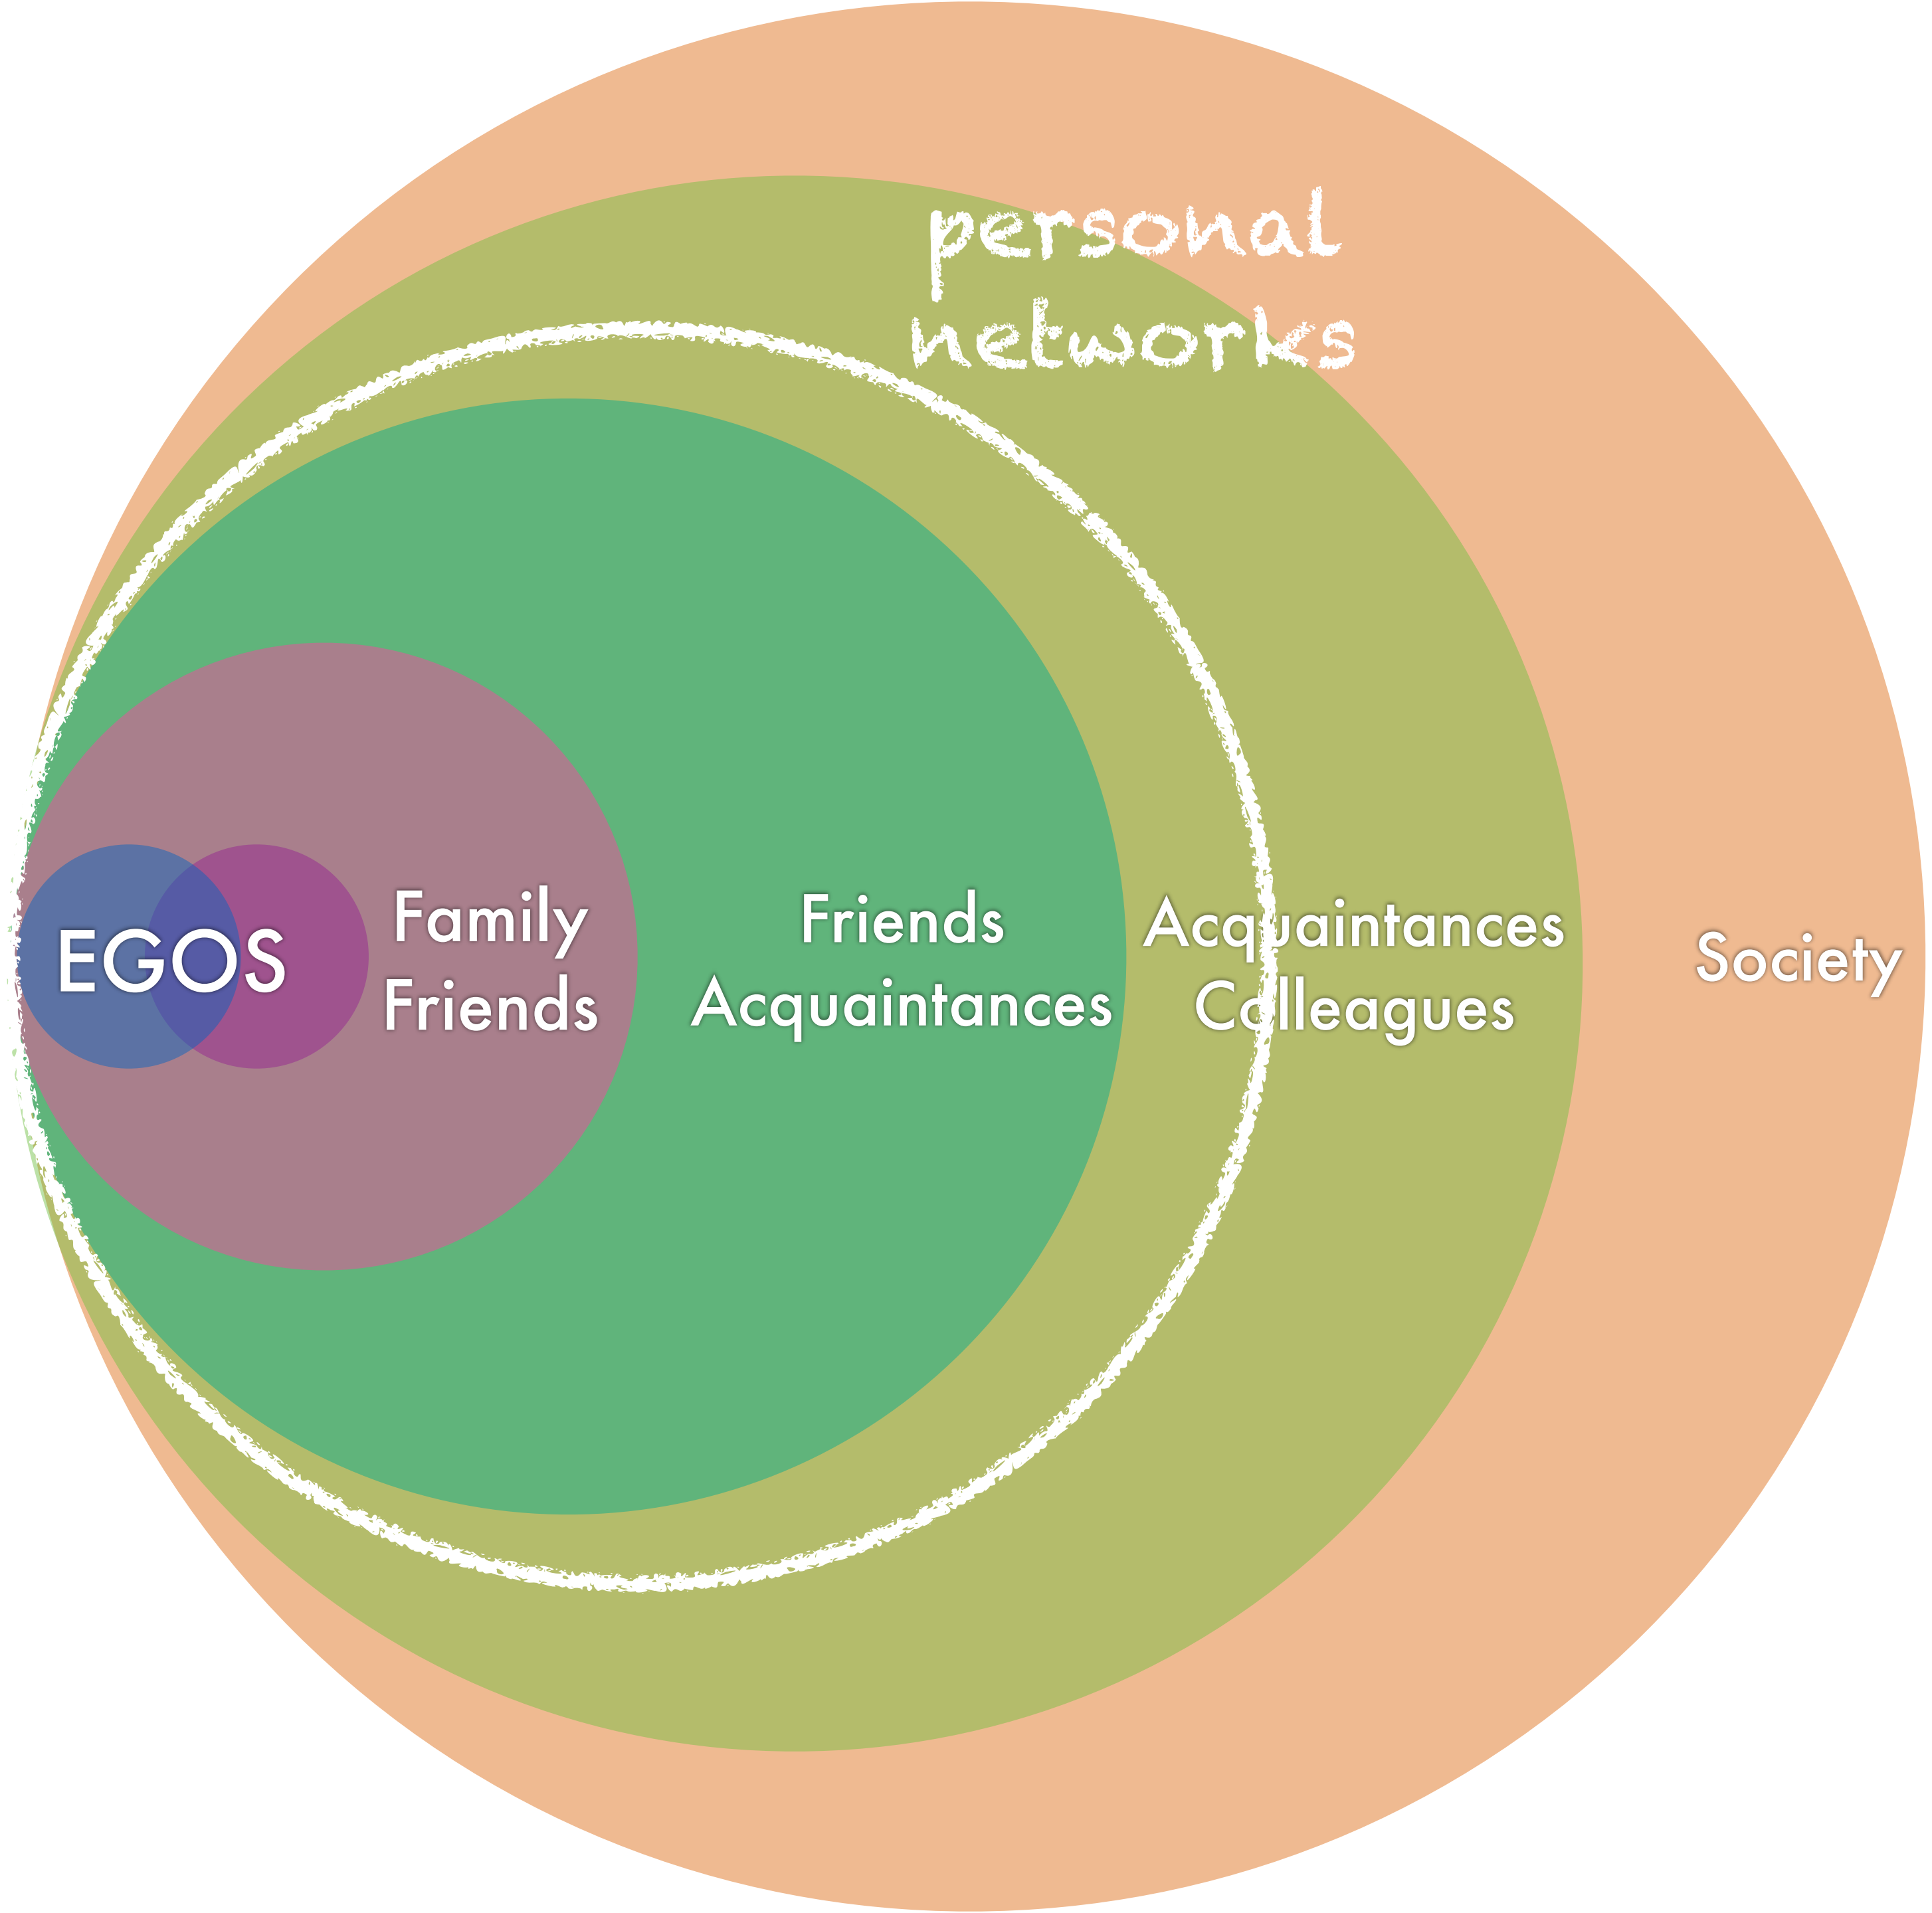 personal
networks
EGOS
Family
Friends
Friends
Acquaintances
Acquaintances
Colleagues
Society